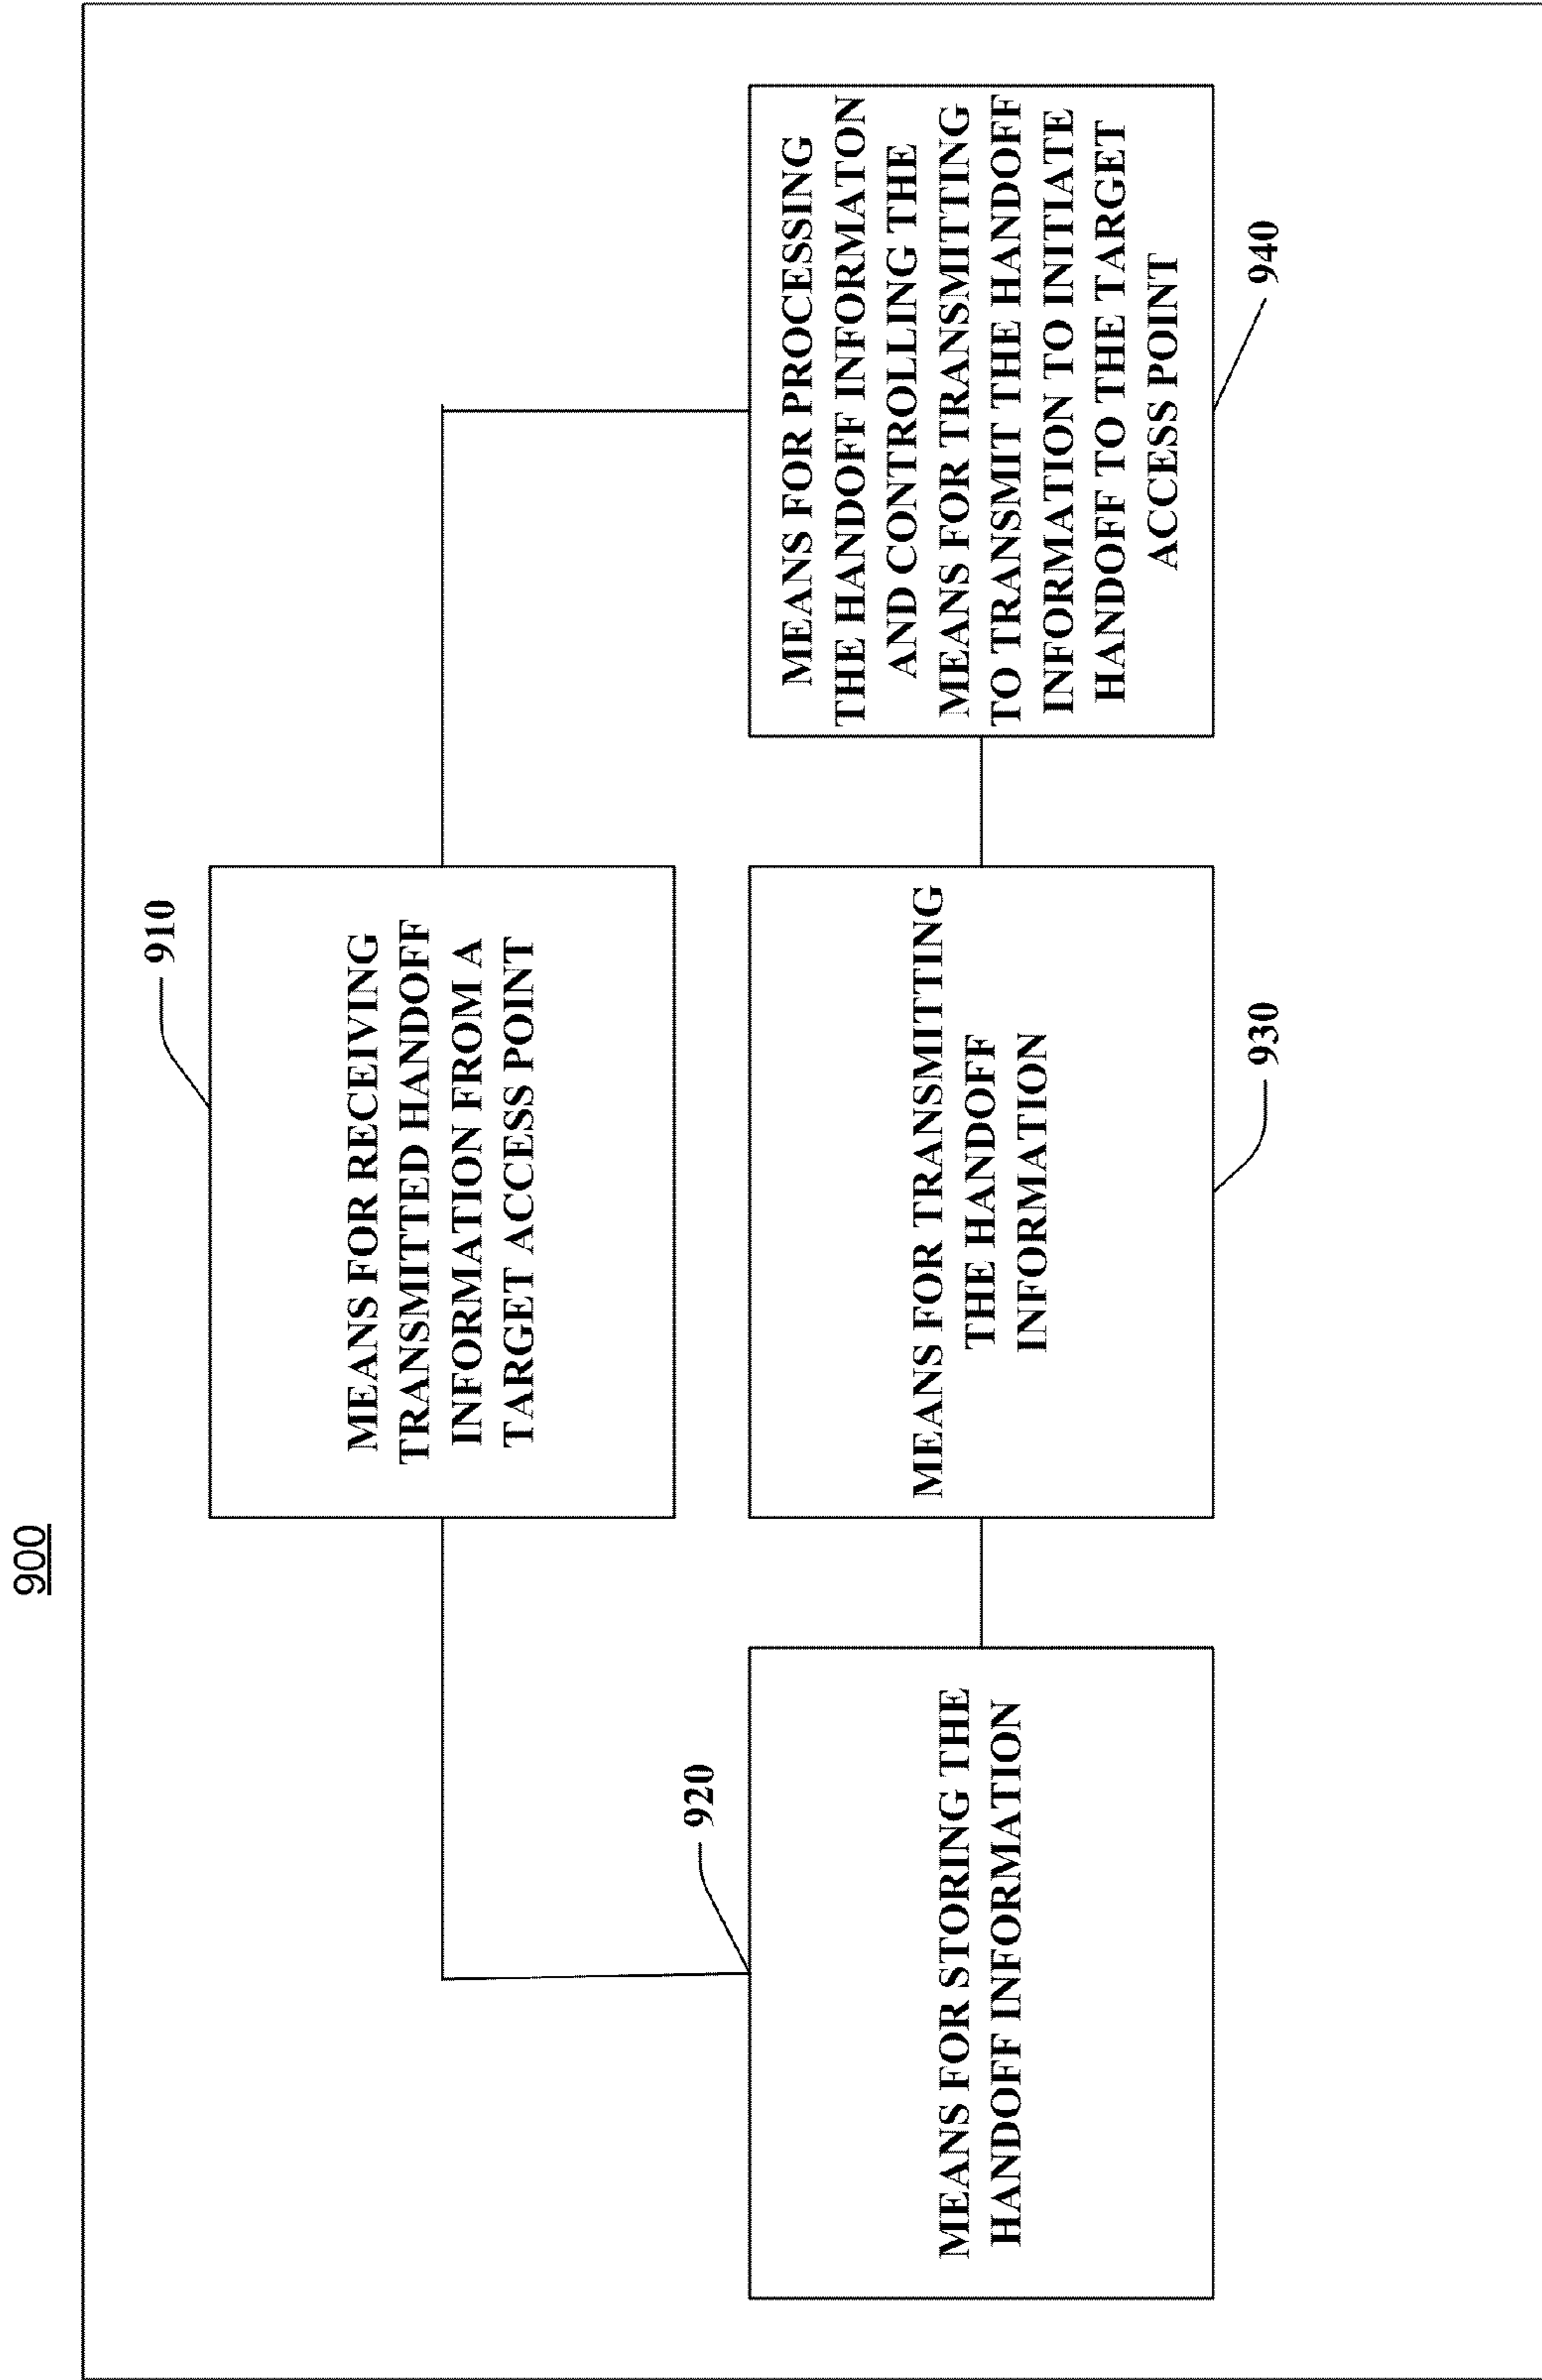 900
910
MEANS FOR RECEIVING
TRANSMITTED HANDOFF
INFORMATION FROM A
TARGET ACCESS POINT
920
MEANS FOR STORING THE
HANDOFF INFORMATION
MEANS FOR TRANSMITTING
THE HANDOFF
INFORMATION
930
MEANS FOR PROCESSING
THE HANDOFF INFORMATON
AND CONTROLLING THE
MEANS FOR TRANSMITTING
TO TRANSMIT THE HANDOFF
INFORMATION TO INITIATE
HANDOFF TO THE TARGET
ACCESS POINT
940